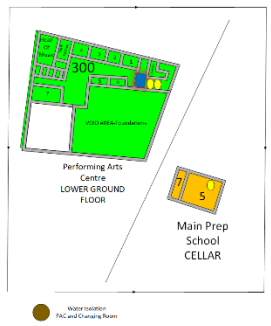 300
VOID AREA-foundations
Performing Arts
Centre
LOWER GROUND
FLOOR
7
5
Main Prep
School
CELLAR
Water Isolation
PAC and Changing Room